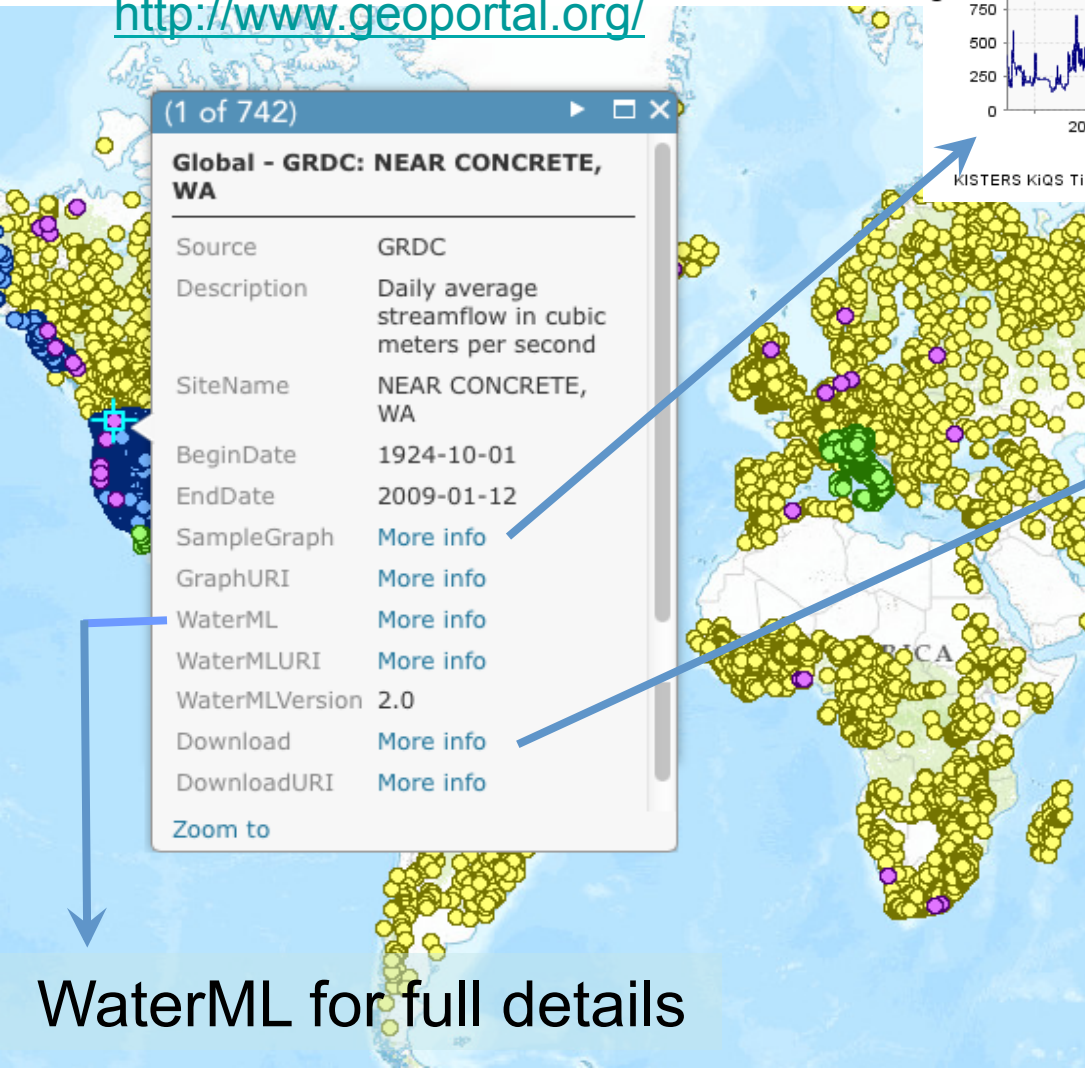 http://www.geoportal.org/
750
500
250
0
20
KISTERS KiQS Ti
(1 of 742)
Global - GRDC: NEAR CONCRETE,
WA
Source GRDC
Description Daily average
streamflow in cubic
meters per second
SiteName NEAR CONCRETE,
WA
BeginDate 1924-10-01
EndDate 2009-01-12
SampleGraph More info
GraphURI More info
WaterML More info
WaterMLURI More info
WaterMLVersion 2.0
Download More info
DownloadURI More info
Zoom to
RICA
WaterML for full details